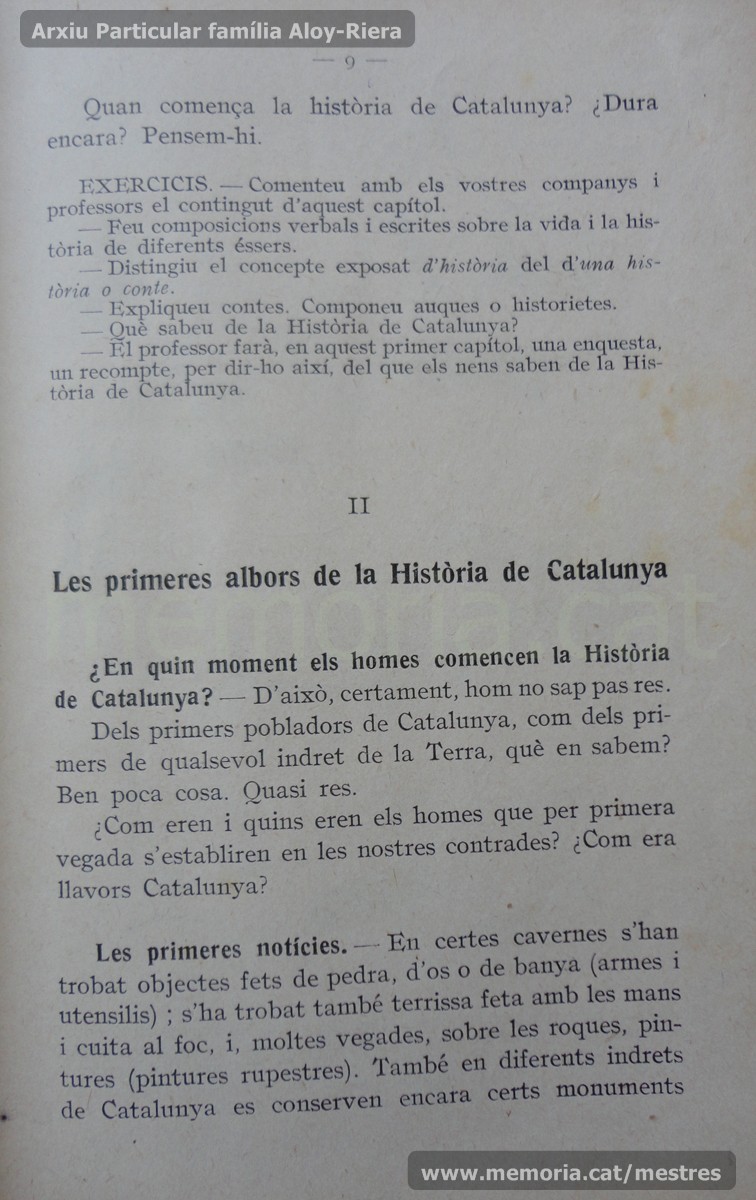 Arxiu Particular família Aloy-Riera
— 9 —
Quan comença la història de Catalunya? ¿Dura
encara? Pensem-hi.
EXERCICIS. — Comenteu amb els vostres companys i
professors el contingut d'aquest capítol.
— Feu composicions verbals i escrites sobre la vida i la his-
tòria de diferents éssers.
— Distingiu el concepte exposat d'història del d'una his-
tòria o conte.
— Expliqueu contes. Componeu auques o historietes.
— Què sabeu de la Història de Catalunya?
— El professor farà, en aquest primer capítol, una enquesta,
un recompte, per dir-ho així, del que els nens saben de la His-
tòria de Catalunya.
II
Les primeres albors de la Història de Catalunya
¿En quin moment els homes comencen la Història
de Catalunya? — D'això, certament, hom no sap pas res.
Dels primers pobladors de Catalunya, com dels pri-
mers de qualsevol indret de la Terra, què en sabem?
Ben poca cosa. Quasi res.
¿Com eren i quins eren els homes que per primera
vegada s'establiren en les nostres contrades? ¿Com era
llavors Catalunya?
Les primeres notícies. — En certes cavernes s'han
trobat objectes fets de pedra, d'os o de banya (armes i
utensilis) ; s'ha trobat també terrissa feta amb les mans
i cuita al foc, i, moltes vegades, sobre les roques, pin-
tures (pintures rupestres). També en diferents indrets
de Catalunya es conserven encara certs monuments
memoria.cat
www.memoria.cat/mestres